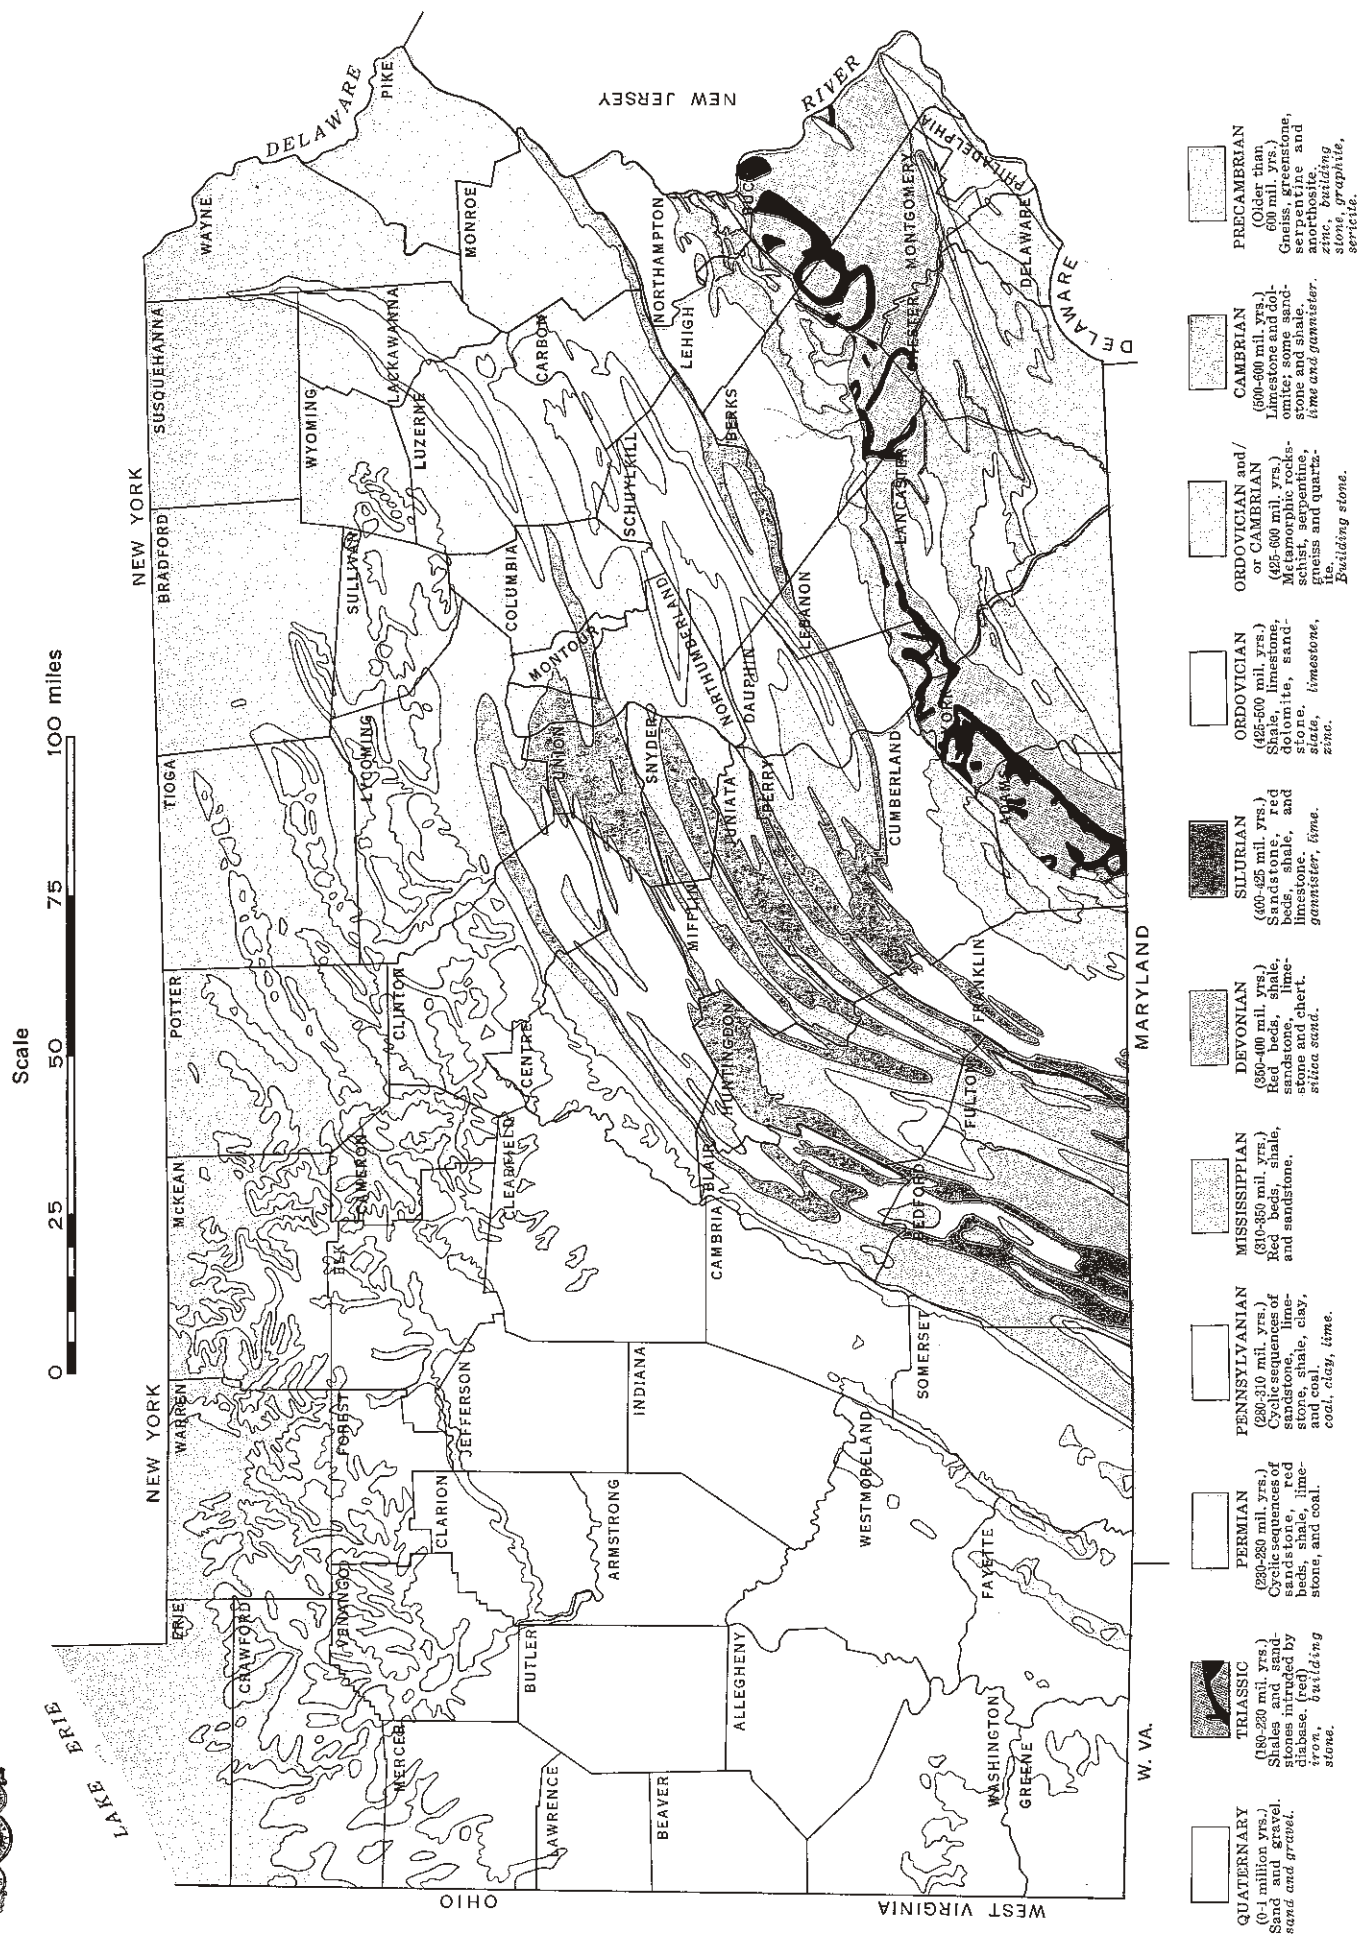 Scale
0 25 50 75 100 miles
NEW YORK
NEW YORK
LAKE ERIE
ERIE
CRAWFORD
WARREN
McKEAN
POTTER
TIOGA
BRADFORD
SUSQUEHANNA
WAYNE
DELAWARE
PIKE
MERCER
VENANGO
FOREST
ELK
CAMERON
CLINTON
LYCOMING
SULLIVAN
WYOMING
LACKAWANNA
MONROE
LAWRENCE
BUTLER
CLARION
JEFFERSON
CLEARFIELD
CENTRE
UNION
MONTOUR
COLUMBIA
LUZERNE
CARBON
NORTHAMPTON
NEW JERSEY
BEAVER
ALLEGHENY
ARMSTRONG
INDIANA
CAMBRIA
BLAIR
HUNTINGDON
MIFFLIN
SNYDER
JUNIATA
PERRY
NORTHUMBERLAND
DAUPHIN
SCHUYLKILL
LEBANON
BERKS
LEHIGH
BUC
RIVER
OHIO
WEST VIRGINIA
WASHINGTON
GREENE
FAYETTE
WESTMORELAND
SOMERSET
BEDFORD
FULTON
FRANKLIN
CUMBERLAND
ADAMS
YORK
LANCASTER
CHESTER
MONTGOMERY
PHILADELPHIA
DELAWARE
DELAWARE
W. VA.
MARYLAND
QUATERNARY
(0-1 million yrs.)
Sand and gravel.
sand and gravel.
TRIASSIC
(180-230 mil. yrs.)
Shales and sand-
stones intruded by
diabase. (red)
iron, building
stone.
PERMIAN
(230-280 mil. yrs.)
Cyclic sequences of
sandstone, red
beds, shale, lime-
stone, and coal.
PENNSYLVANIAN
(280-310 mil. yrs.)
Cyclic sequences of
sandstone, lime-
stone, shale, clay,
and coal.
coal, clay, lime.
MISSISSIPPIAN
(310-350 mil. yrs.)
Red beds, shale,
and sandstone.
DEVONIAN
(350-400 mil. yrs.)
Red beds, shale,
sandstone, lime-
stone and chert.
silica sand.
SILURIAN
(400-425 mil. yrs.)
Sandstone, red
beds, shale, and
limestone.
gannister, lime.
ORDOVICIAN
(425-500 mil. yrs.)
Shale, limestone,
dolomite, sand-
stone.
slate, limestone,
zinc.
ORDOVICIAN and/
or CAMBRIAN
(425-600 mil. yrs.)
Metamorphic rocks-
schist, serpentine,
gneiss and quartz-
ite.
Building stone.
CAMBRIAN
(500-600 mil. yrs.)
Limestone and dol-
omite; some sand-
stone and shale.
lime and gannister.
PRECAMBRIAN
(Older than
600 mil. yrs.)
Gneiss, greenstone,
serpentine and
anorthosite.
zinc, building
stone, graphite,
sericite.